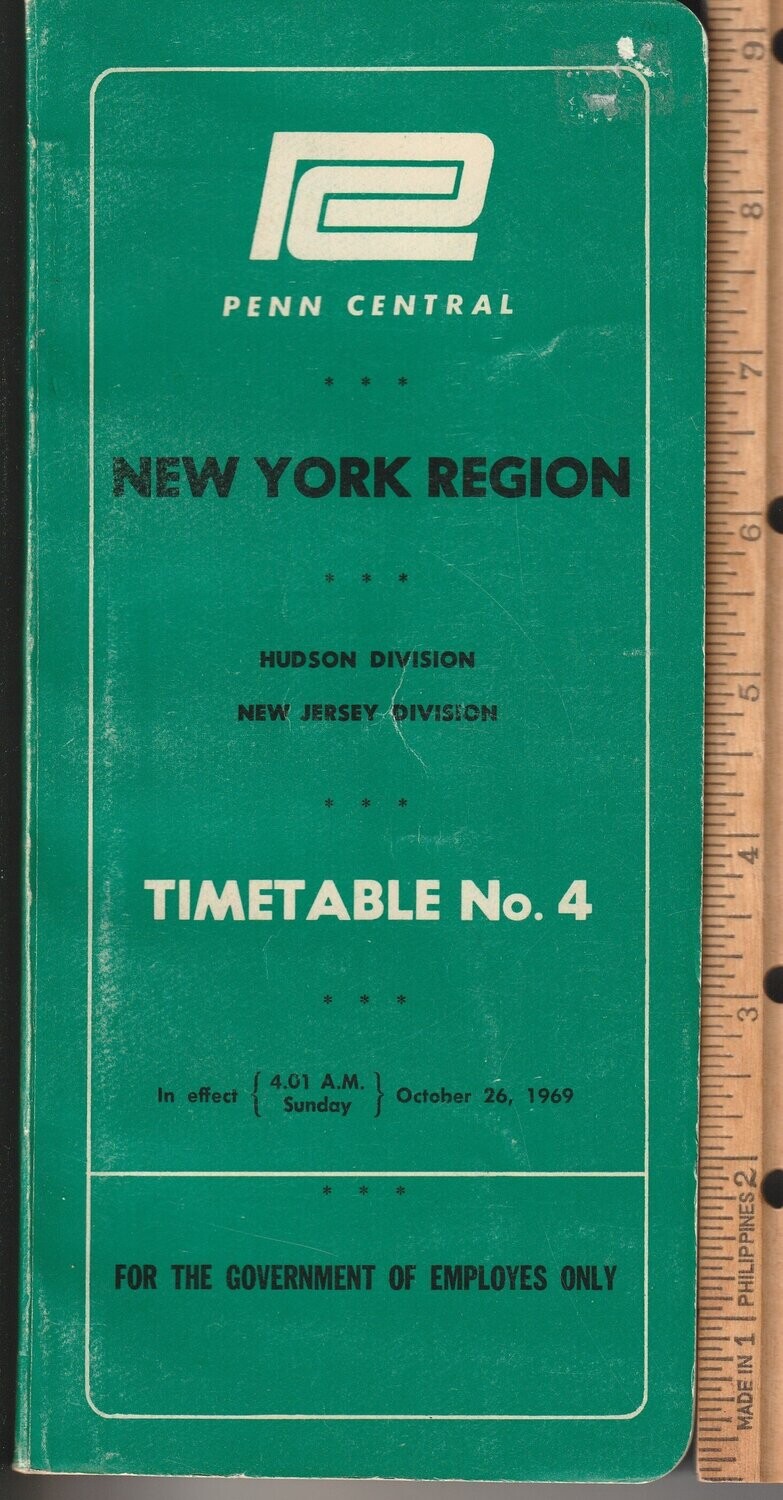 PENN CENTRAL
* * *
NEW YORK REGION
* * *
HUDSON DIVISION
NEW JERSEY DIVISION
* * *
TIMETABLE No. 4
* * *
In effect { 4.01 A.M. Sunday } October 26, 1969
* * *
FOR THE GOVERNMENT OF EMPLOYES ONLY
9
8
7
6
5
4
3
2
1
MADE IN PHILIPPINES